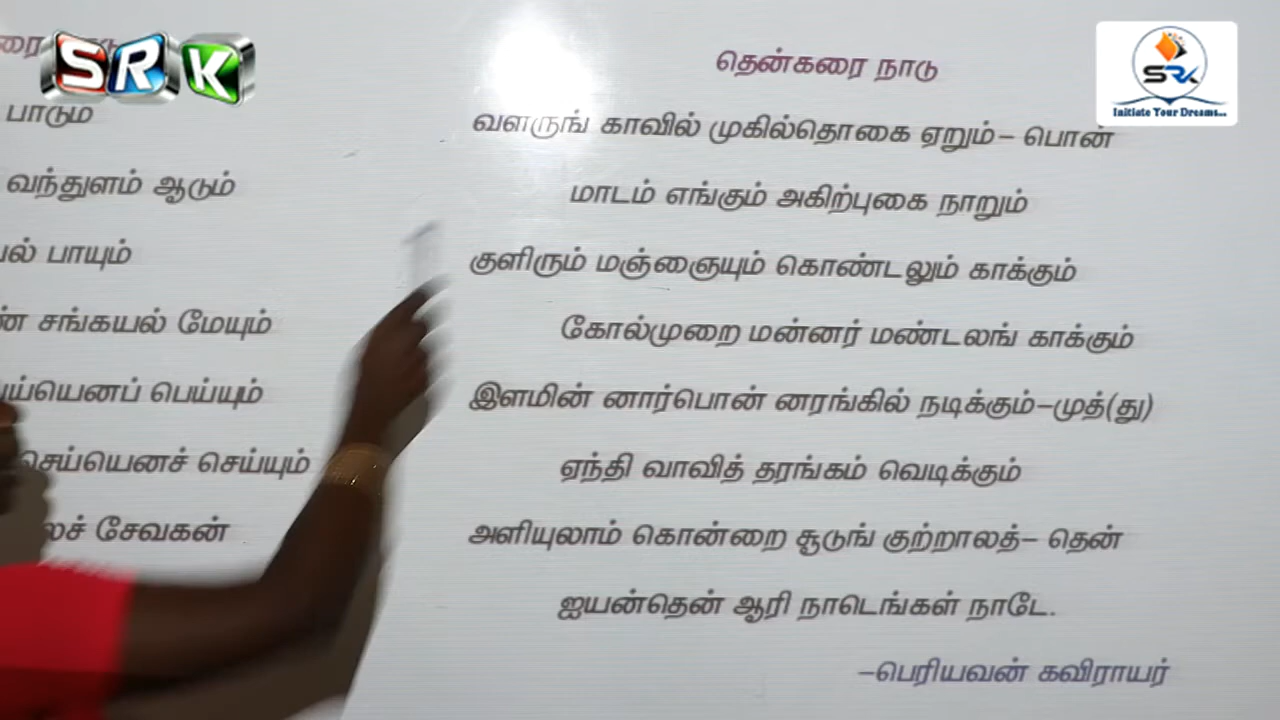 SRK
SRK
Initiate Your Dreams...
பாடும்
வந்துளம் ஆடும்
பாயும்
சங்கயல் மேயும்
பெய்யும்
செய்யெனச் செய்யும்
சேவகன்
தென்கரை நாடு
வளருங் காவில் முகில்தொகை ஏறும்– பொன்
மாடம் எங்கும் அகிற்புகை நாறும்
குளிரும் மஞ்ஞையும் கொண்டலும் காக்கும்
கோல்முறை மன்னர் மண்டலங் காக்கும்
இளமின் னார்பொன் னரங்கில் நடிக்கும்–முத்(து)
ஏந்தி வாவித் தரங்கம் வெடிக்கும்
அளியுலாம் கொன்றை சூடுங் குற்றாலத்– தென்
ஐயன்தென் ஆரி நாடெங்கள் நாடே.
–பெரியவன் கவிராயர்